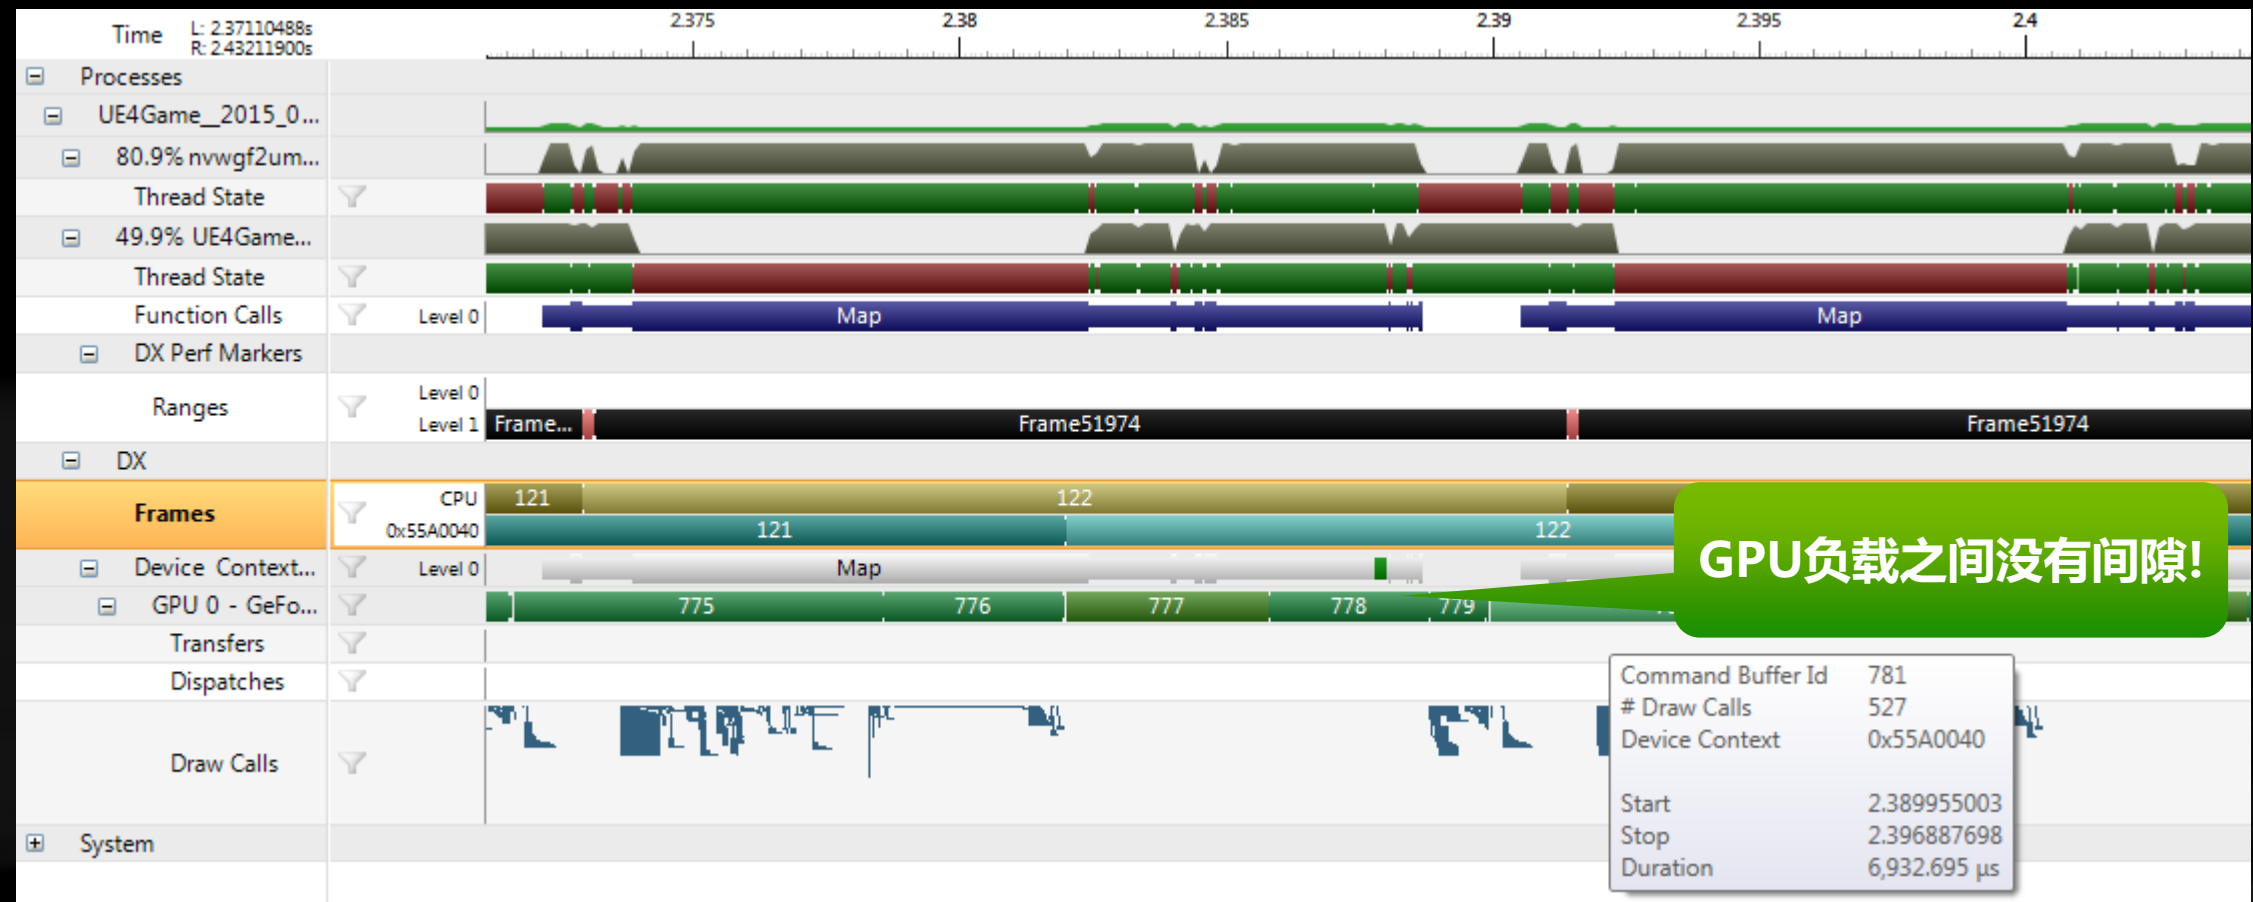 2.375 2.38 2.385 2.39 2.395 2.4
Time L: 2.37110488s
R: 2.43211900s
Processes
UE4Game__2015_0...
80.9% nvwgf2um...
Thread State
49.9% UE4Game...
Thread State
Function Calls Level 0 Map Map
DX Perf Markers
Level 0
Ranges
Level 1 Frame... Frame51974 Frame51974
DX
CPU 121 122
Frames
0x55A0040 121 122
GPU负载之间没有间隙!
Device Context... Level 0 Map
GPU 0 - GeFo... 775 776 777 778 779
Transfers
Dispatches
Draw Calls
System
Command Buffer Id 781
# Draw Calls 527
Device Context 0x55A0040
Start 2.389955003
Stop 2.396887698
Duration 6,932.695 µs